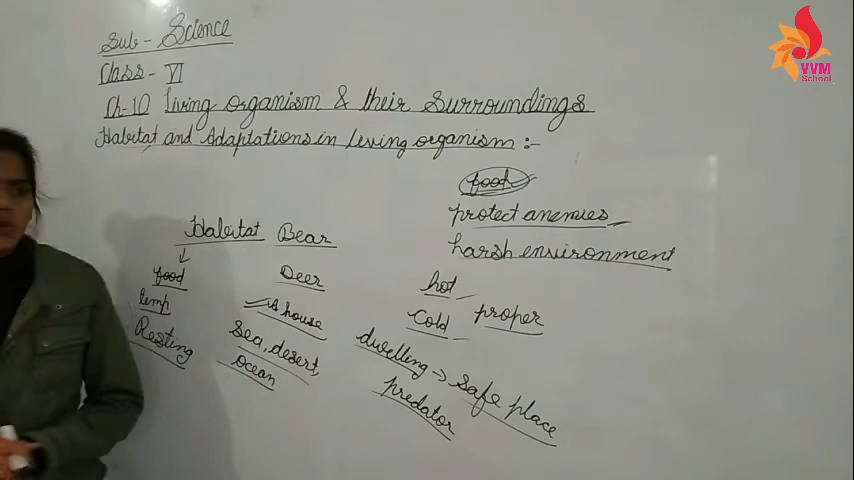 Sub - Science
Class - VI
Ch-10 Living organism & their Surroundings
Habitat and Adaptations in Living organism :-
food
protect anemies
harsh environment
Habitat Bear
food
temp
Resting
Deer
A house
Sea, desert,
ocean
hot
Cold
proper
dwelling → Safe place
predator
VVM
School